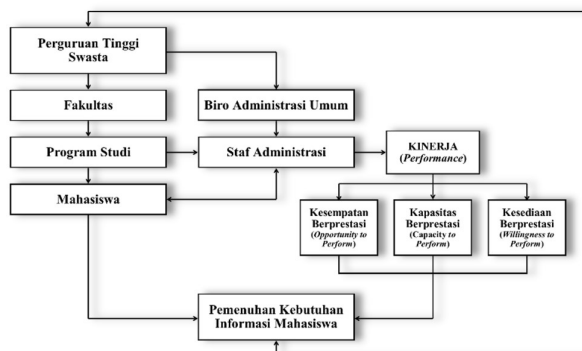 Perguruan Tinggi
Swasta
Fakultas
Biro Administrasi Umum
Program Studi
Staf Administrasi
KINERJA
(Performance)
Mahasiswa
Kesempatan
Berprestasi
(Opportunity to
Perform)
Kapasitas
Berprestasi
(Capacity to
Perform)
Kesediaan
Berprestasi
(Willingness to
Perform)
Pemenuhan Kebutuhan
Informasi Mahasiswa